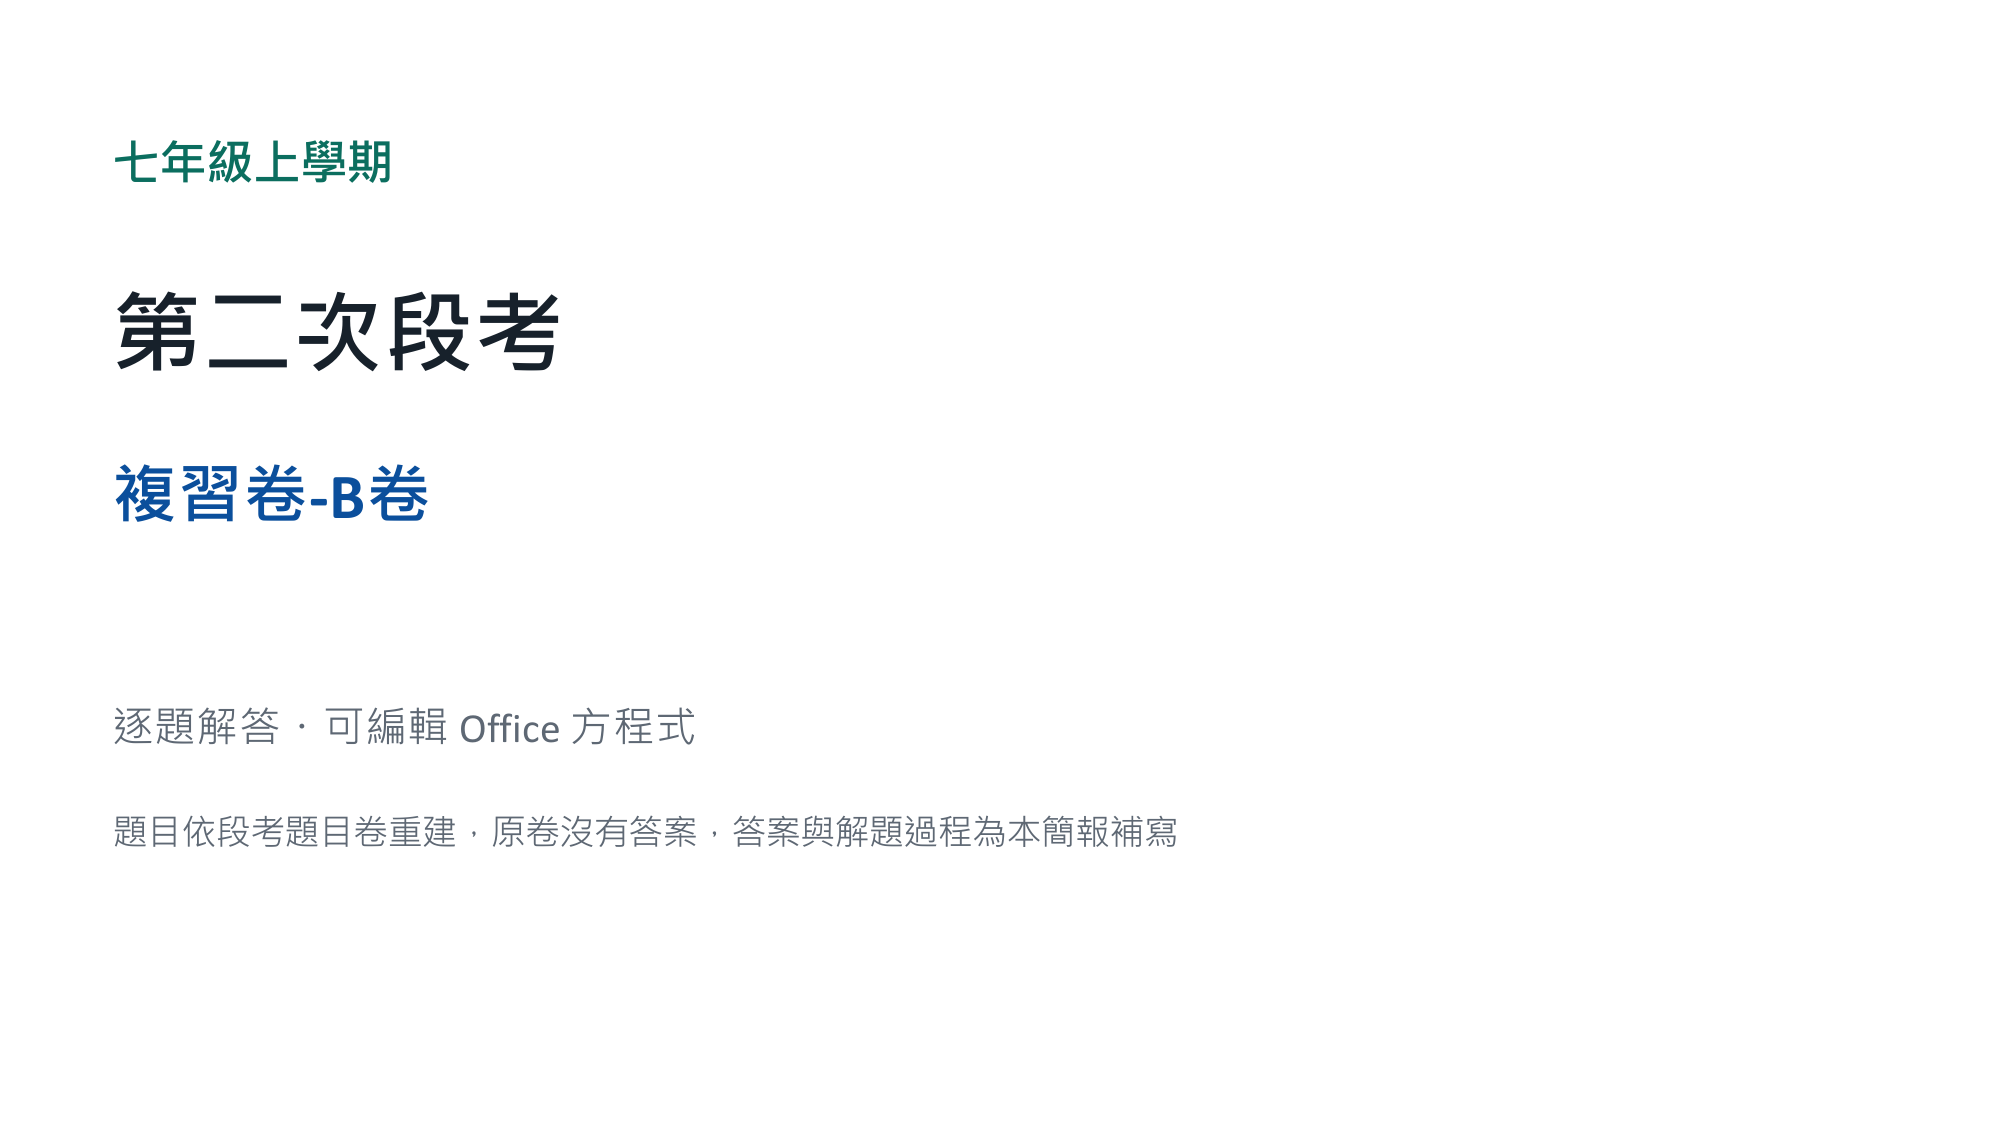 七年級上學期
第二次段考
複習卷-B卷
逐題解答．可編輯 Office 方程式
題目依段考題目卷重建，原卷沒有答案，答案與解題過程為本簡報補寫